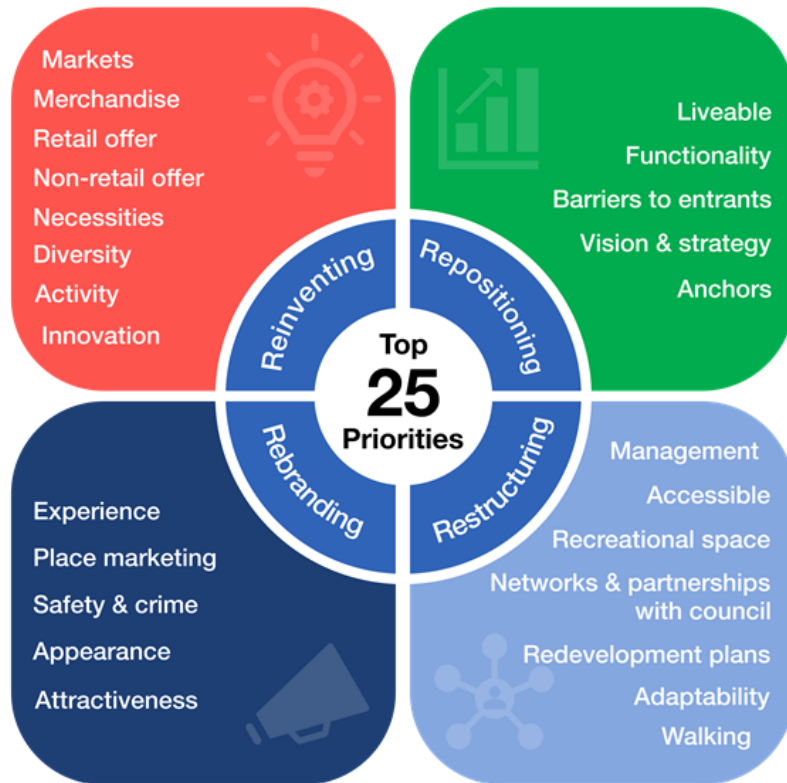 Markets
Merchandise
Retail offer
Non-retail offer
Necessities
Diversity
Activity
Innovation
Liveable
Functionality
Barriers to entrants
Vision & strategy
Anchors
Reinventing
Repositioning
Top
25
Priorities
Rebranding
Restructuring
Experience
Place marketing
Safety & crime
Appearance
Attractiveness
Management
Accessible
Recreational space
Networks & partnerships
with council
Redevelopment plans
Adaptability
Walking